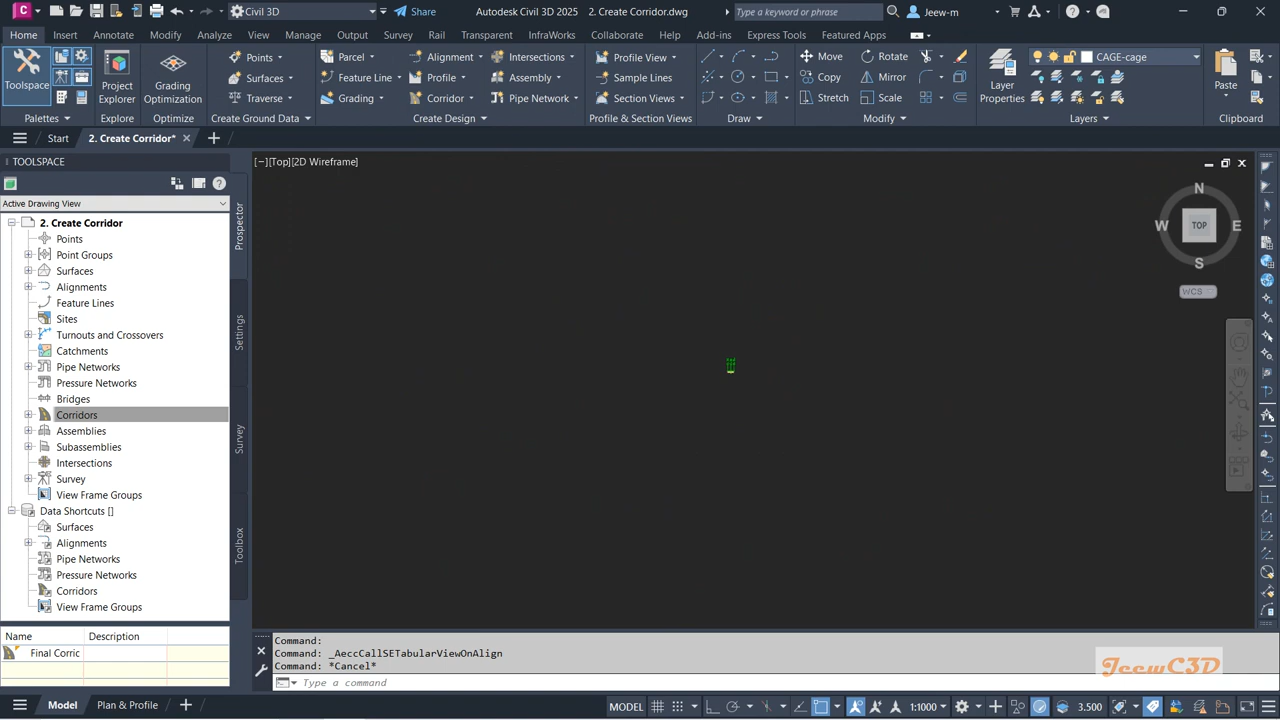 Civil 3D
Share
Autodesk Civil 3D 2025 2. Create Corridor.dwg
Type a keyword or phrase
Jeew-m
Home Insert Annotate Modify Analyze View Manage Output Survey Rail Transparent InfraWorks Collaborate Help Add-ins Express Tools Featured Apps
Toolspace
Palettes
Project Explorer
Explore
Grading Optimization
Optimize
Points
Surfaces
Traverse
Create Ground Data
Parcel
Feature Line
Grading
Alignment
Profile
Corridor
Intersections
Assembly
Pipe Network
Create Design
Profile View
Sample Lines
Section Views
Profile & Section Views
Draw
Move
Copy
Stretch
Rotate
Mirror
Scale
Modify
Layer Properties
CAGE-cage
Layers
Paste
Clipboard
Start
2. Create Corridor*
TOOLSPACE
Active Drawing View
2. Create Corridor
Points
Point Groups
Surfaces
Alignments
Feature Lines
Sites
Turnouts and Crossovers
Catchments
Pipe Networks
Pressure Networks
Bridges
Corridors
Assemblies
Subassemblies
Intersections
Survey
View Frame Groups
Data Shortcuts []
Surfaces
Alignments
Pipe Networks
Pressure Networks
Corridors
View Frame Groups
Name Description
Final Corric
Prospector
Settings
Survey
Toolbox
[−][Top][2D Wireframe]
N
W TOP E
S
WCS
Command:
Command: _AeccCallSETabularViewOnAlign
Command: *Cancel*
Type a command
JeewC3D
Model
Plan & Profile
MODEL
1:1000
3.500